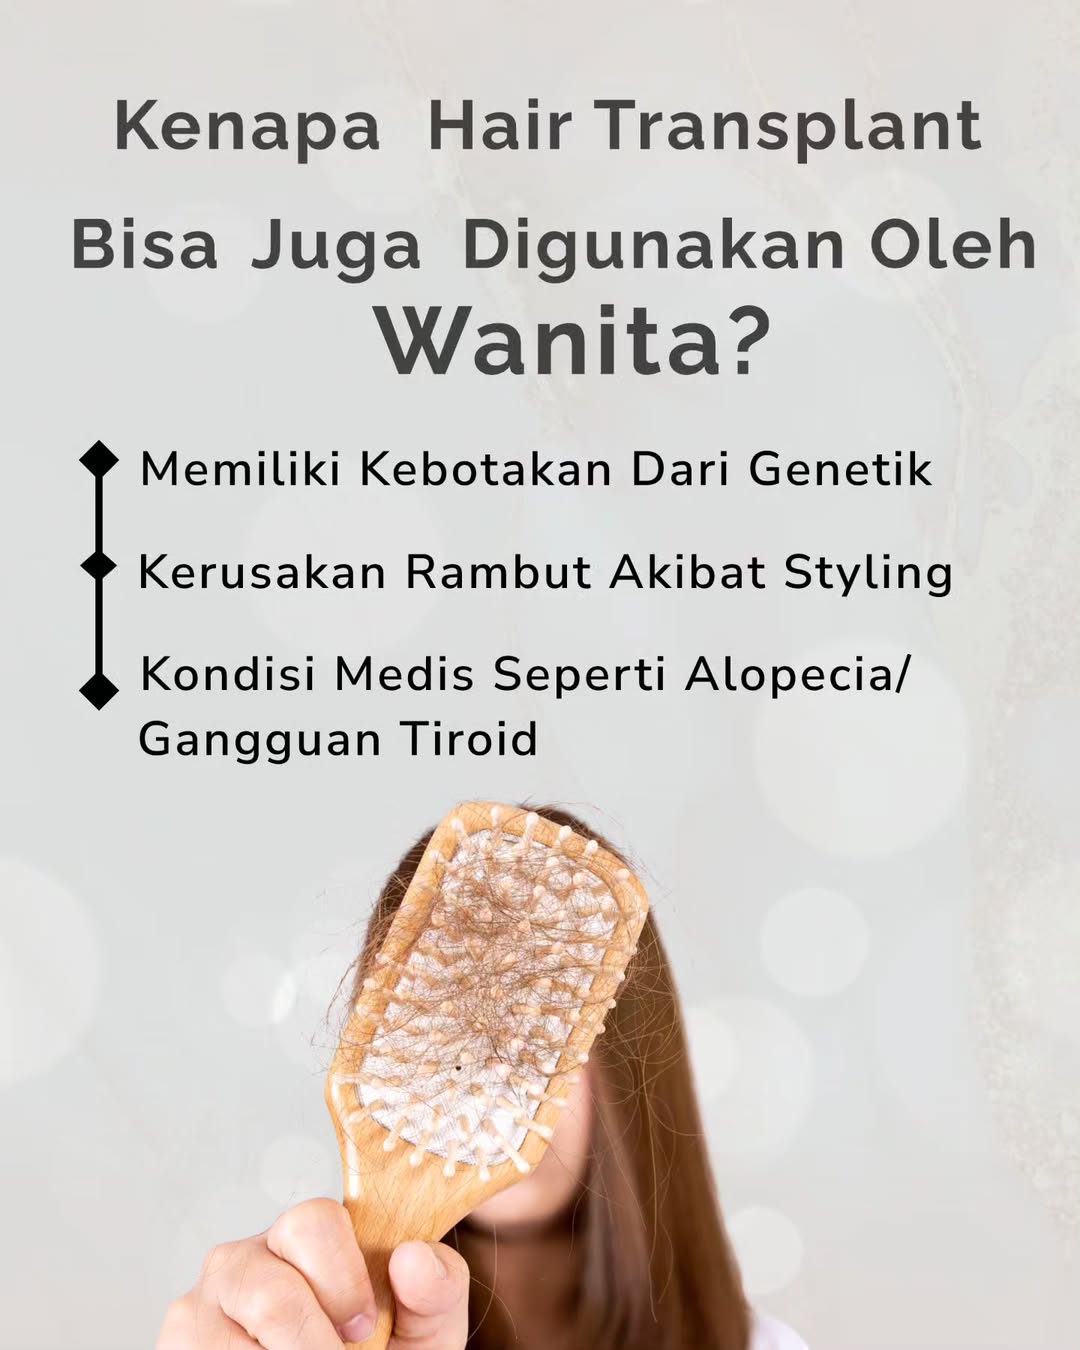 Kenapa Hair Transplant
Bisa Juga Digunakan Oleh
Wanita?
Memiliki Kebotakan Dari Genetik
Kerusakan Rambut Akibat Styling
Kondisi Medis Seperti Alopecia/
Gangguan Tiroid